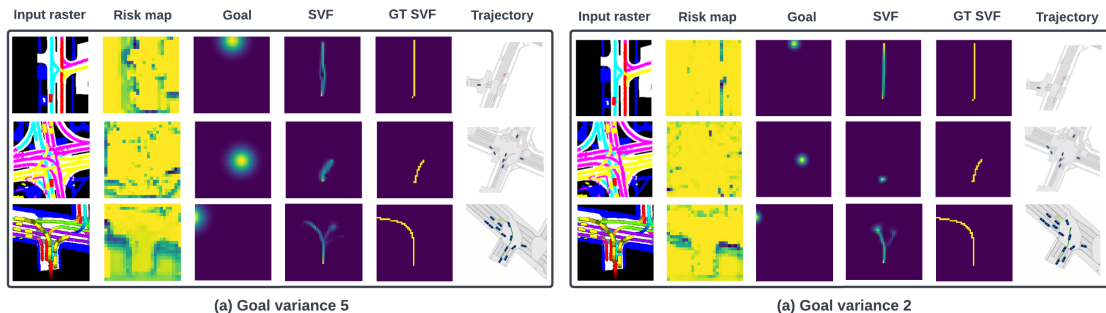 Input raster Risk map Goal SVF GT SVF Trajectory
Input raster Risk map Goal SVF GT SVF Trajectory
(a) Goal variance 5
(a) Goal variance 2